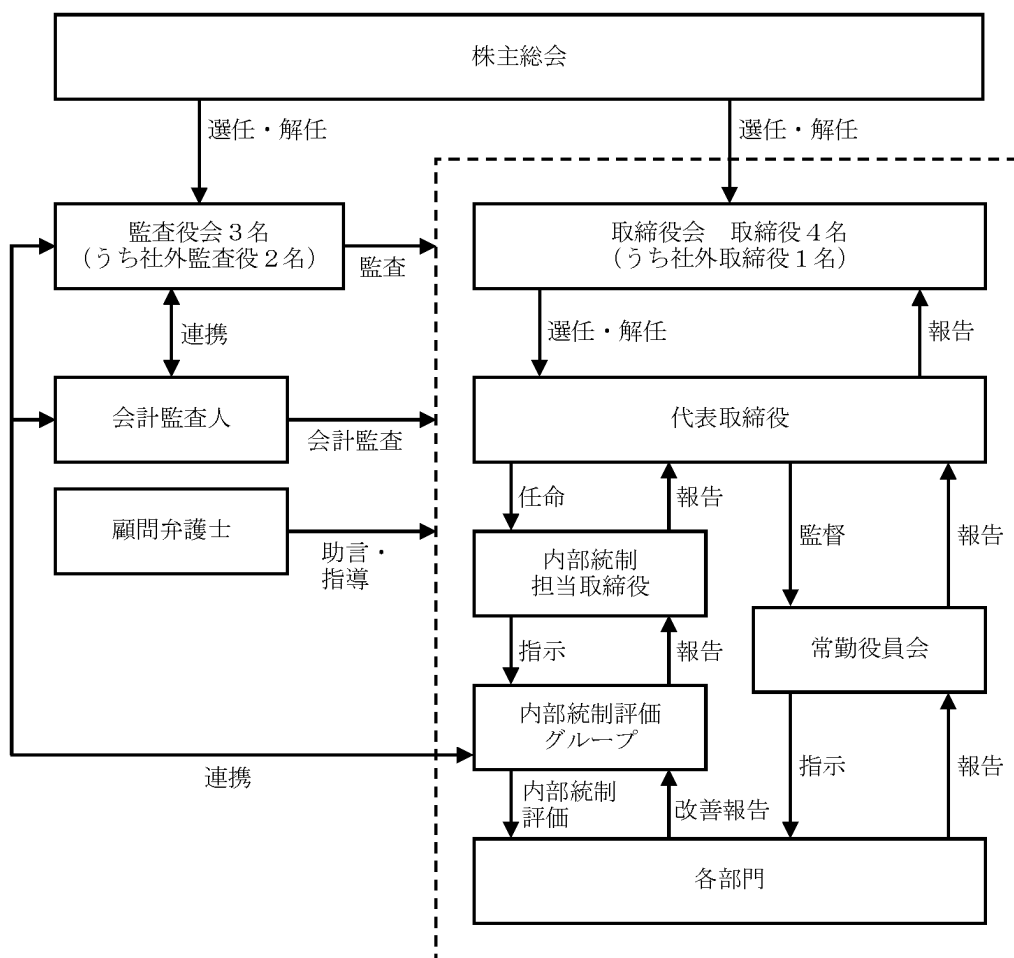 株主総会
選任・解任
選任・解任
監査役会３名
（うち社外監査役２名）
監査
取締役会　取締役４名
（うち社外取締役１名）
連携
選任・解任
報告
会計監査人
会計監査
代表取締役
顧問弁護士
助言・
指導
任命
報告
監督
報告
内部統制
担当取締役
指示
報告
常勤役員会
内部統制評価
グループ
連携
指示
報告
内部統制
評価
改善報告
各部門